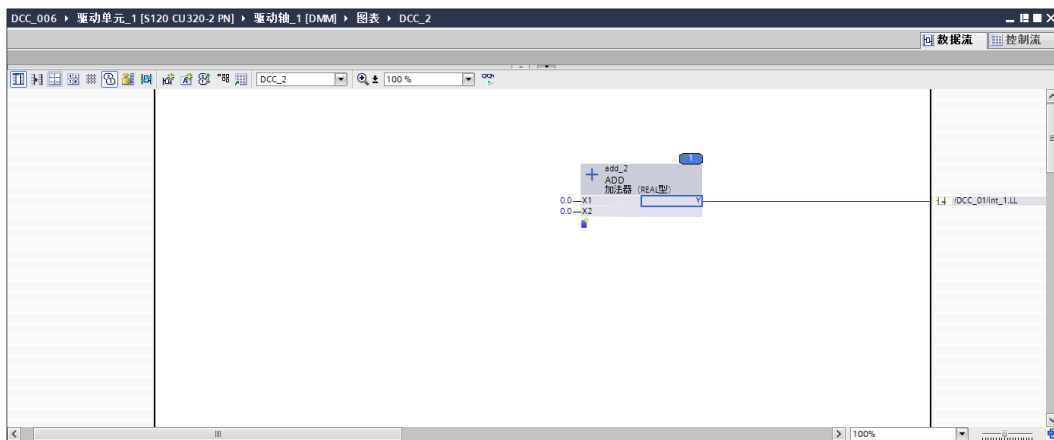 DCC_006 ▸ 驱动单元_1 [S120 CU320-2 PN] ▸ 驱动轴_1 [DMM] ▸ 图表 ▸ DCC_2
数据流 控制流
DCC_2 100 %
1
add_2
ADD
加法器 (REAL型)
0.0 X1 Y /DCC_01/int_1.LL
0.0 X2
100%